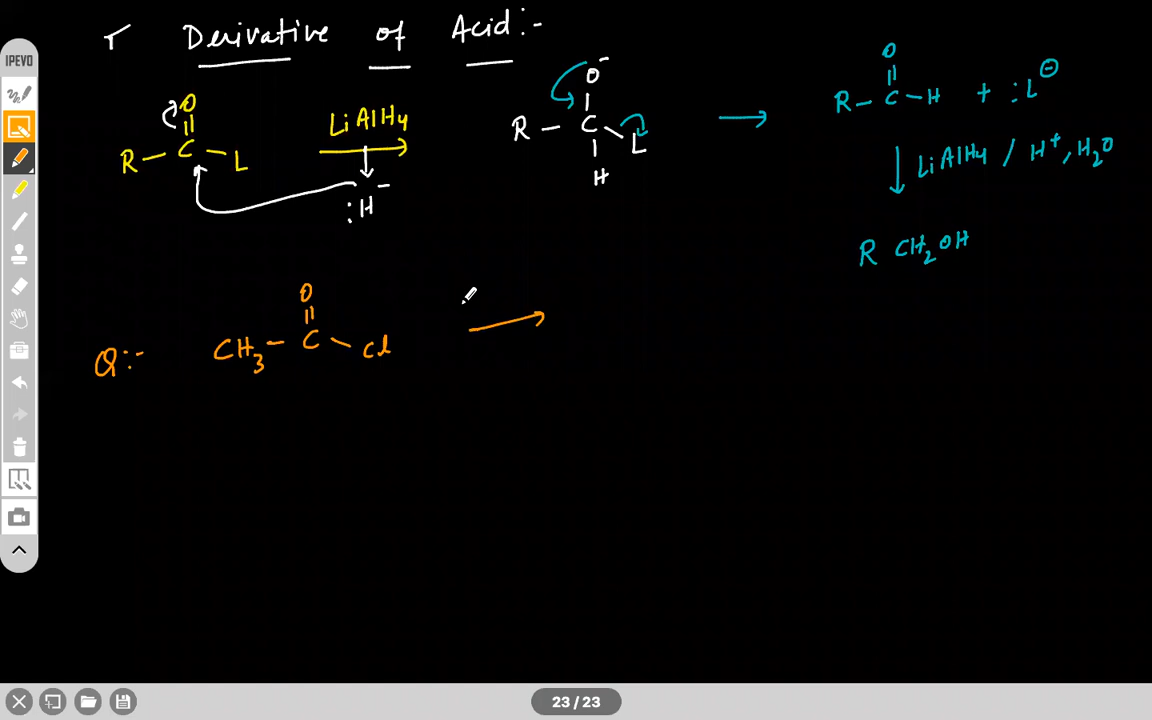 IPEVO
Derivative of Acid:-
O
R - C - L
LiAlH4
:H⁻
O⁻
R - C - L
H
O
R - C - H + :L⊖
LiAlH4 / H⁺, H₂O
R CH₂OH
Q:-
O
CH₃ - C - Cl
23 / 23